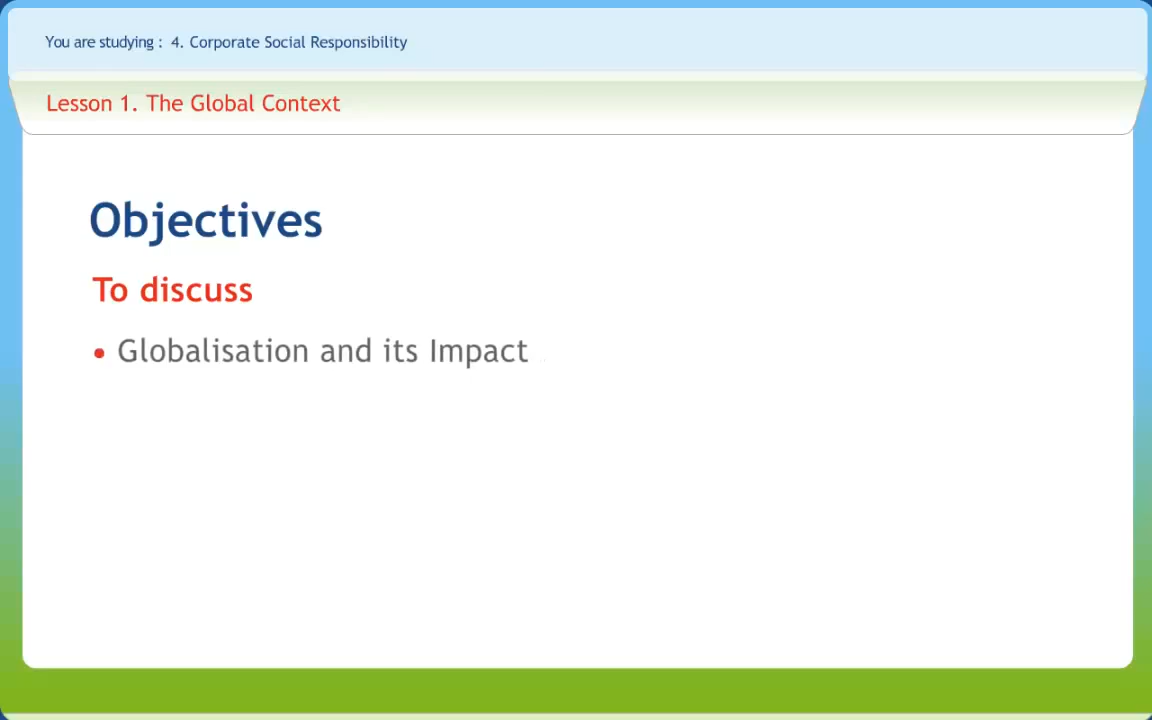 You are studying : 4. Corporate Social Responsibility
Lesson 1. The Global Context
Objectives
To discuss
• Globalisation and its Impact